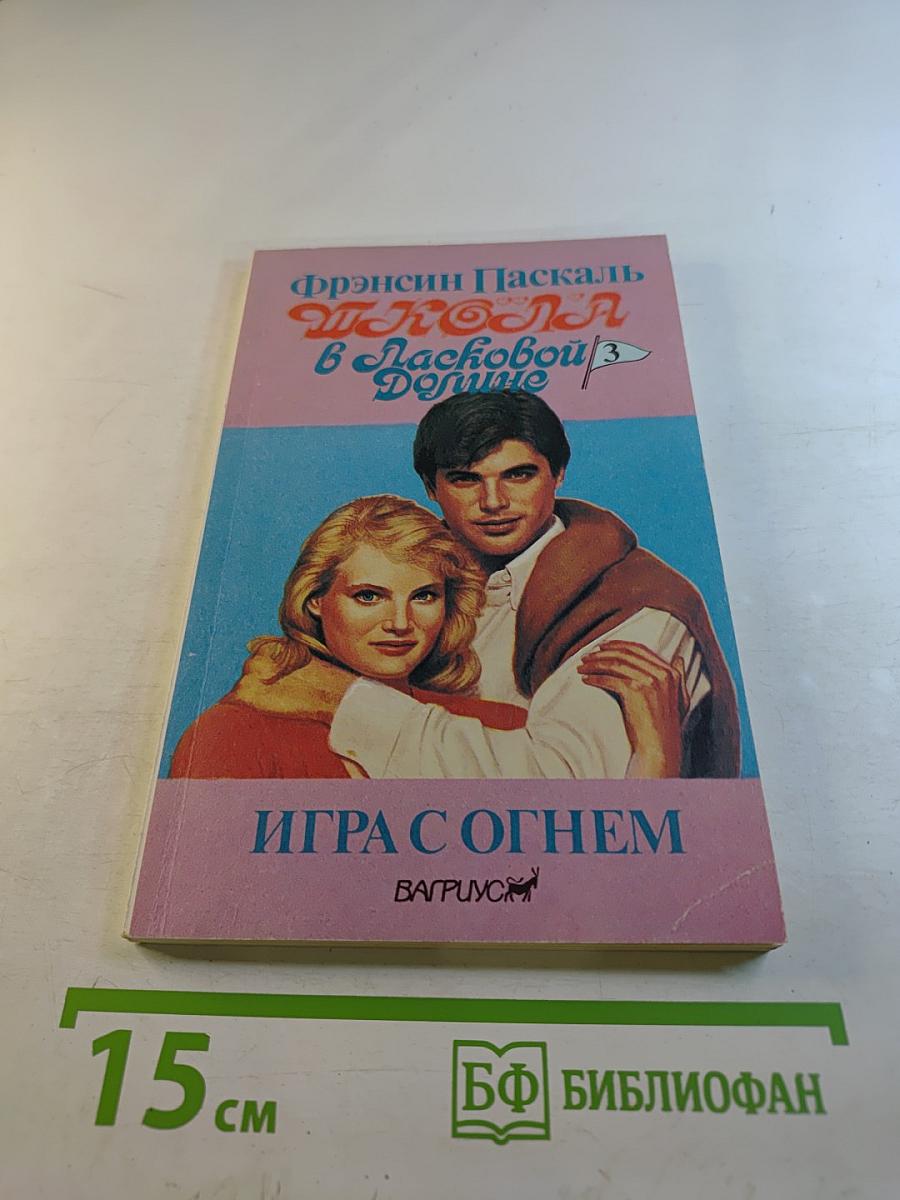 Фрэнсин Паскаль
ШКОЛА
в Ласковой
Долине
3
ИГРА С ОГНЕМ
ВАГРИУС
15 см
БФ БИБЛИОФАН